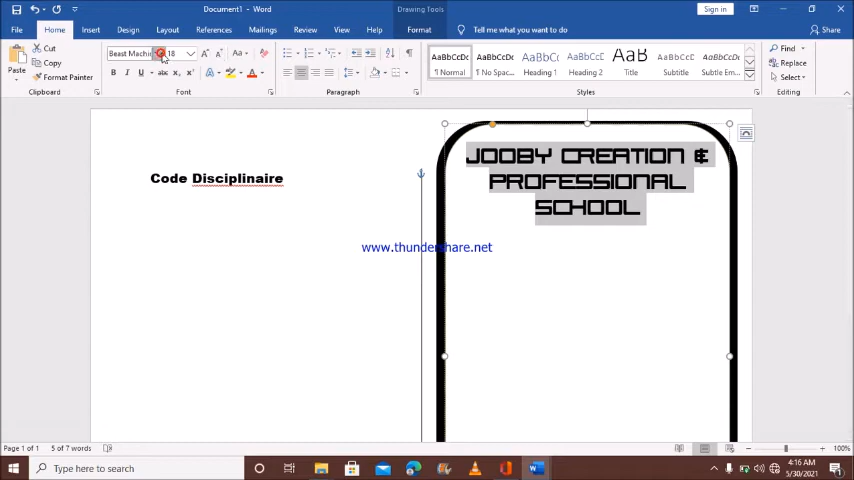 Document1 - Word
Drawing Tools
Sign in
File Home Insert Design Layout References Mailings Review View Help Format Tell me what you want to do Share
Paste
Cut
Copy
Format Painter
Clipboard
Beast Machin 18
Font
Paragraph
AaBbCcDc AaBbCcDc AaBbCc AaBbCcD AaB AaBbCcD AaBbCcDc
¶ Normal ¶ No Spac... Heading 1 Heading 2 Title Subtitle Subtle Em...
Styles
Find
Replace
Select
Editing
Code Disciplinaire
JOOBY CREATION &
PROFESSIONAL
SCHOOL
www.thundershare.net
Page 1 of 1 5 of 7 words
100%
Type here to search
4:16 AM
5/30/2021